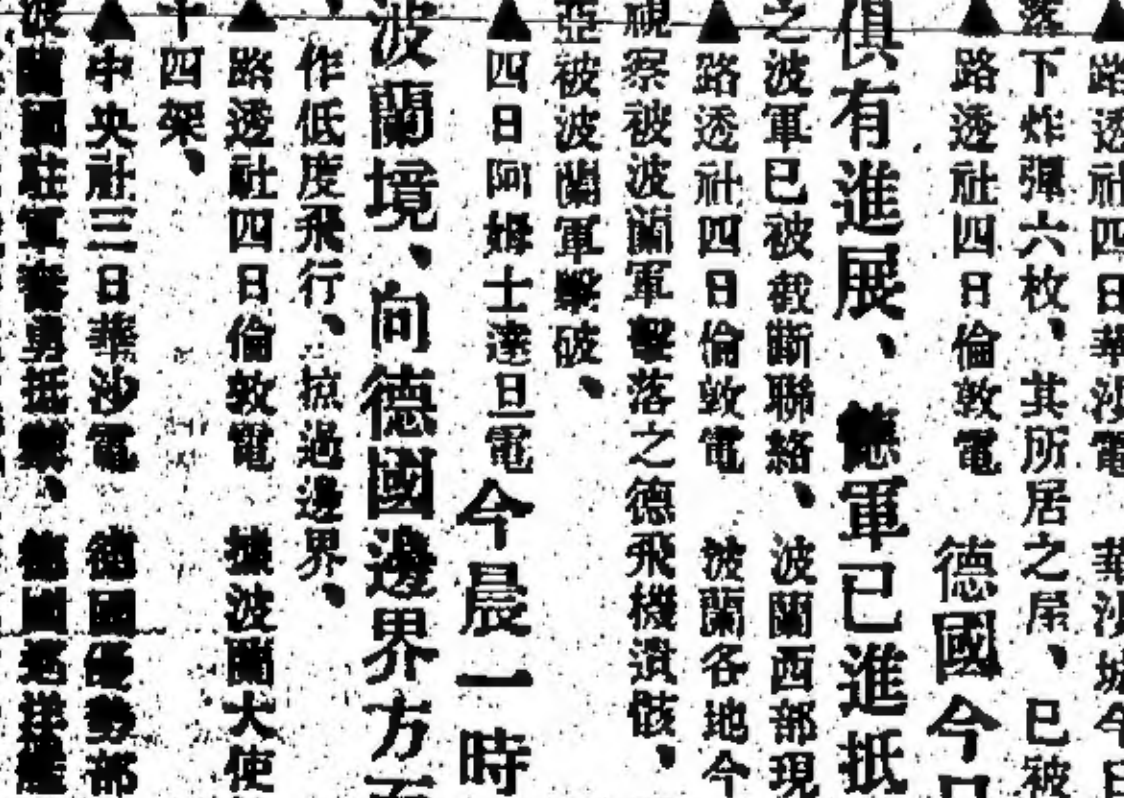 ▲路透社四日華沙電 華沙城今日
落下炸彈六枚、其所居之屋、已被
▲路透社四日倫敦電 德國今日
俱有進展、德軍已進抵
之波軍已被截斷聯絡、波蘭西部現
▲路透社四日倫敦電 波蘭各地今
視察被波蘭軍擊落之德飛機遺骸、
亞被波蘭軍擊破、
▲四日阿姆士達旦電 今晨一時
波蘭境、向德國邊界方面
作低度飛行、掠過邊界、
▲路透社四日倫敦電 據波蘭大使
十四架、
▲中央社三日華沙電 德國優勢部
波蘭國駐軍奮勇抵禦、德國